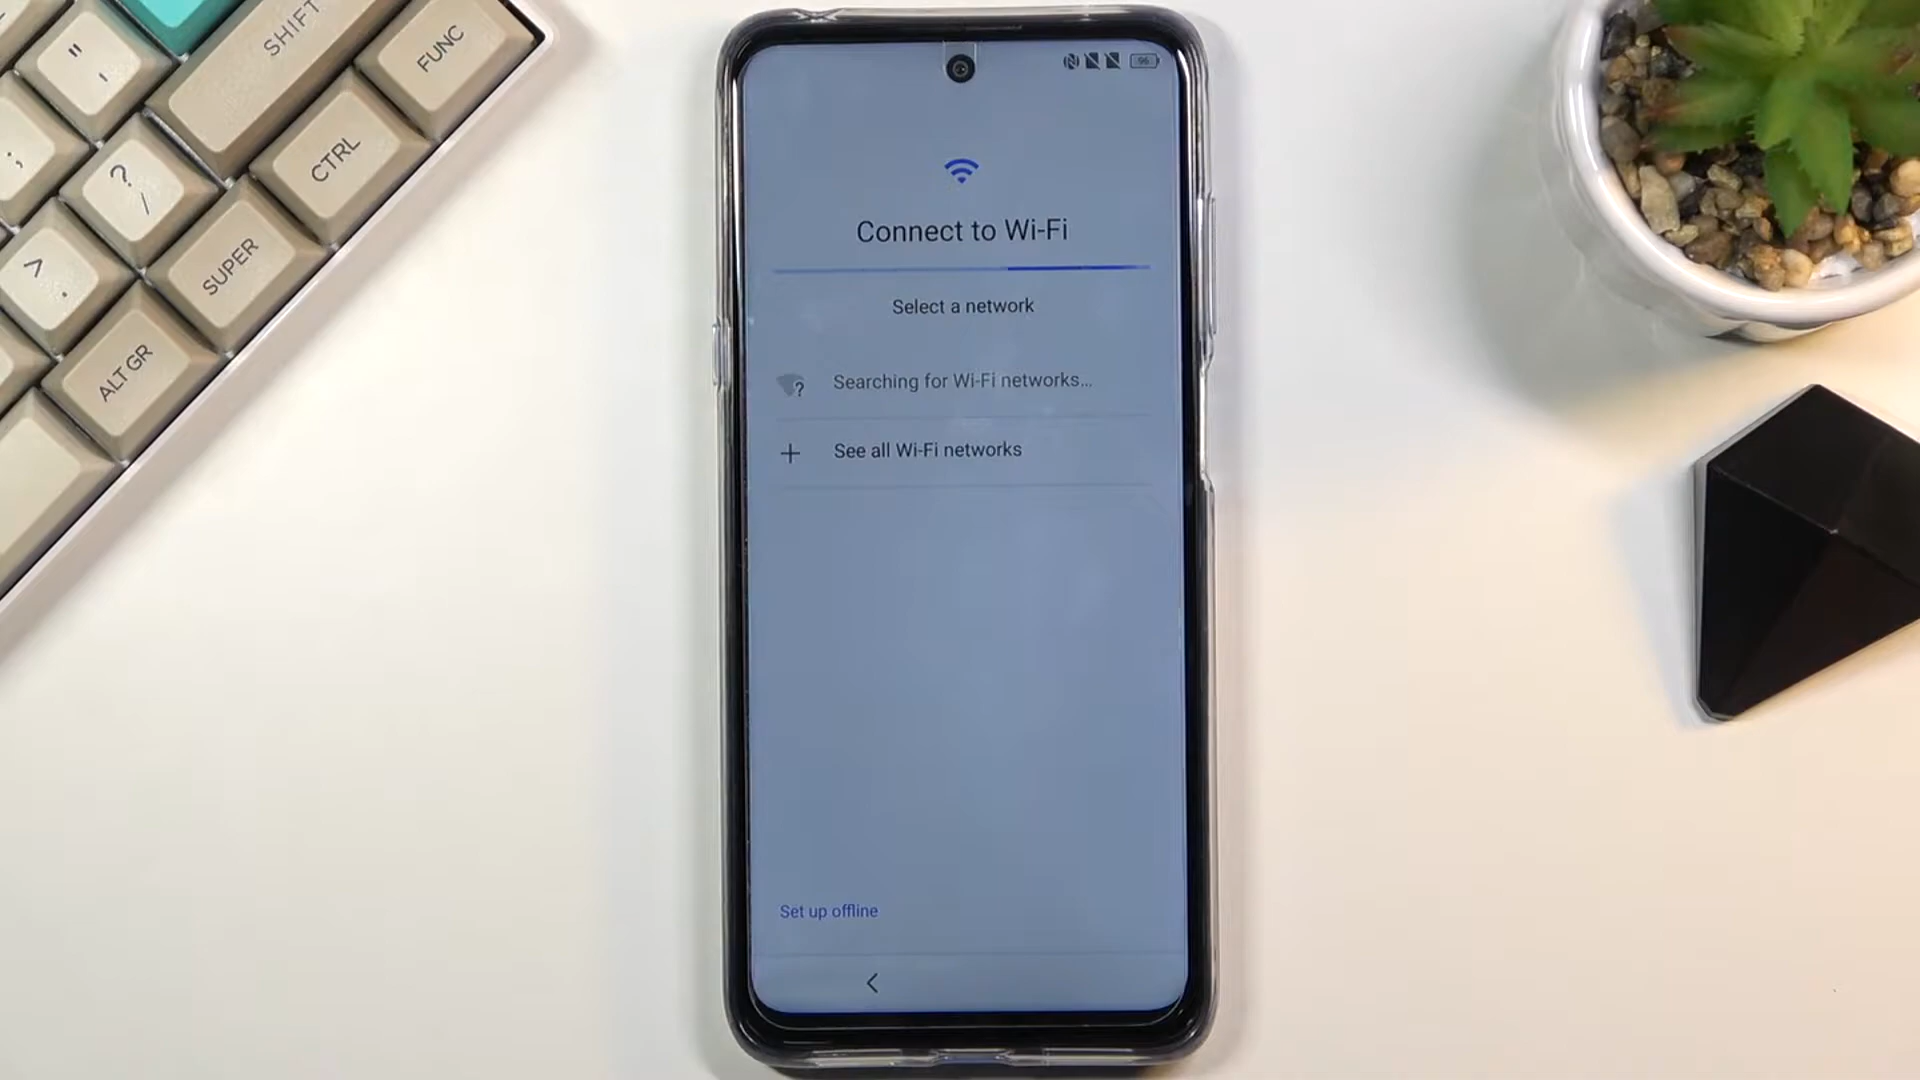 "
'
SHIFT
FUNC
;
?
/
CTRL
>
.
SUPER
ALT GR
96
Connect to Wi-Fi
Select a network
?
Searching for Wi-Fi networks...
+
See all Wi-Fi networks
Set up offline